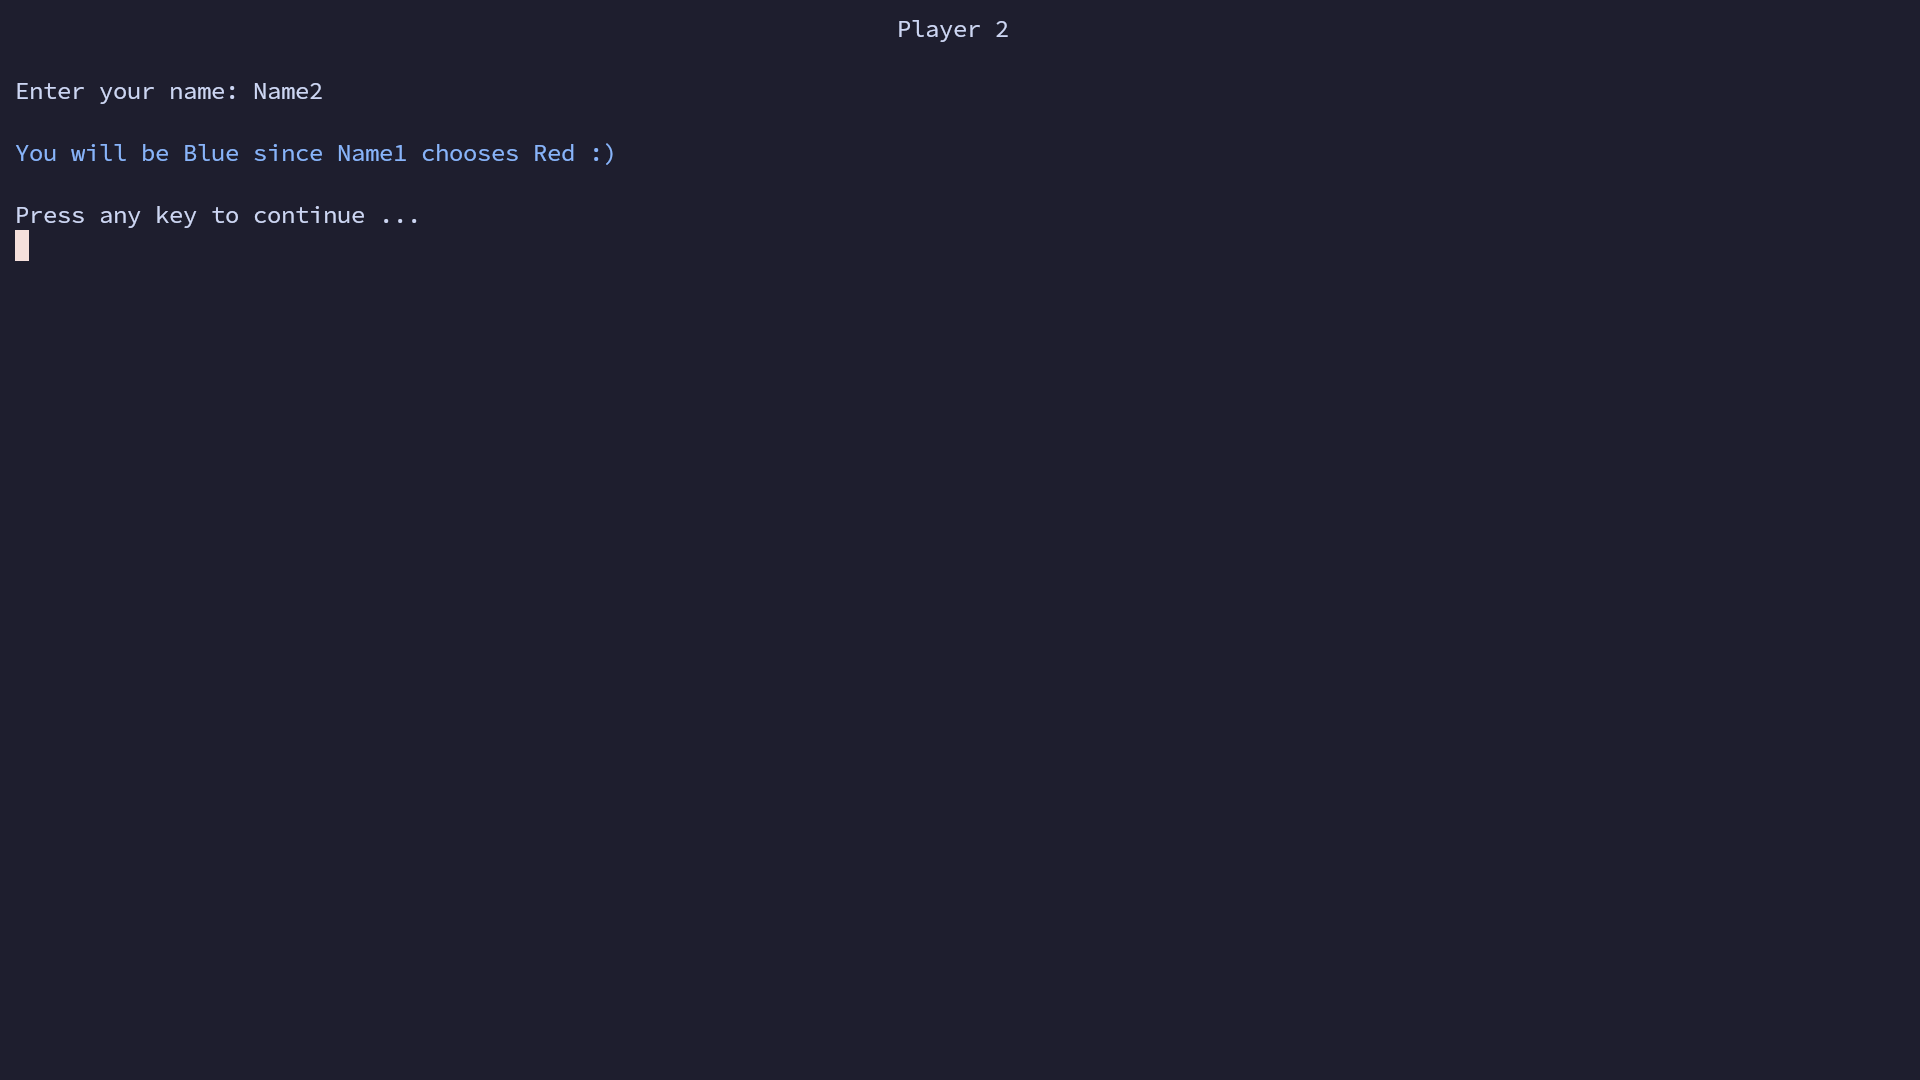 Player 2
Enter your name: Name2
You will be Blue since Name1 chooses Red :)
Press any key to continue ...